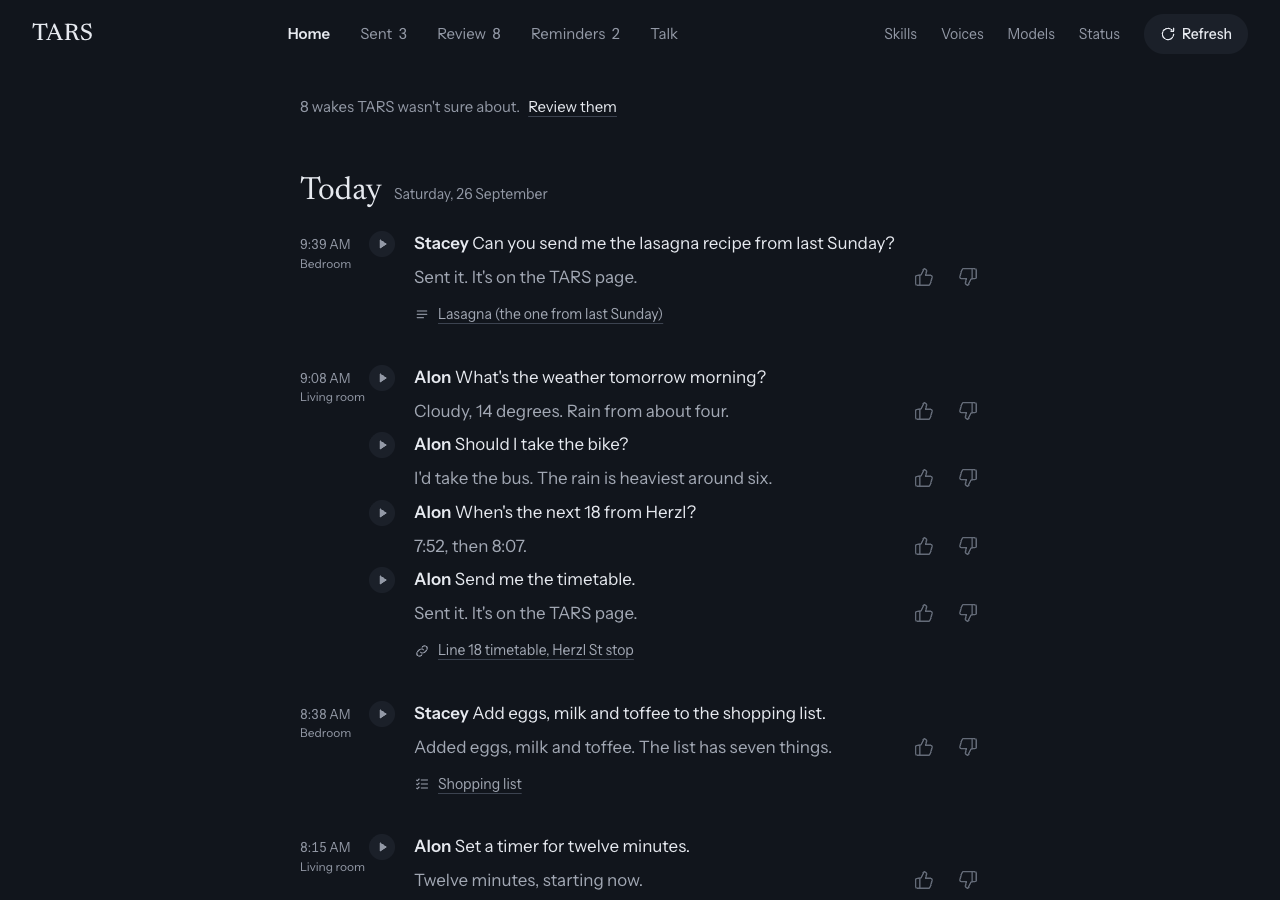 TARS
Home Sent 3 Review 8 Reminders 2 Talk
Skills Voices Models Status Refresh
8 wakes TARS wasn't sure about. Review them
Today Saturday, 26 September
9:39 AM Stacey Can you send me the lasagna recipe from last Sunday?
Bedroom
Sent it. It's on the TARS page.
Lasagna (the one from last Sunday)
9:08 AM Alon What's the weather tomorrow morning?
Living room
Cloudy, 14 degrees. Rain from about four.
Alon Should I take the bike?
I'd take the bus. The rain is heaviest around six.
Alon When's the next 18 from Herzl?
7:52, then 8:07.
Alon Send me the timetable.
Sent it. It's on the TARS page.
Line 18 timetable, Herzl St stop
8:38 AM Stacey Add eggs, milk and toffee to the shopping list.
Bedroom
Added eggs, milk and toffee. The list has seven things.
Shopping list
8:15 AM Alon Set a timer for twelve minutes.
Living room
Twelve minutes, starting now.